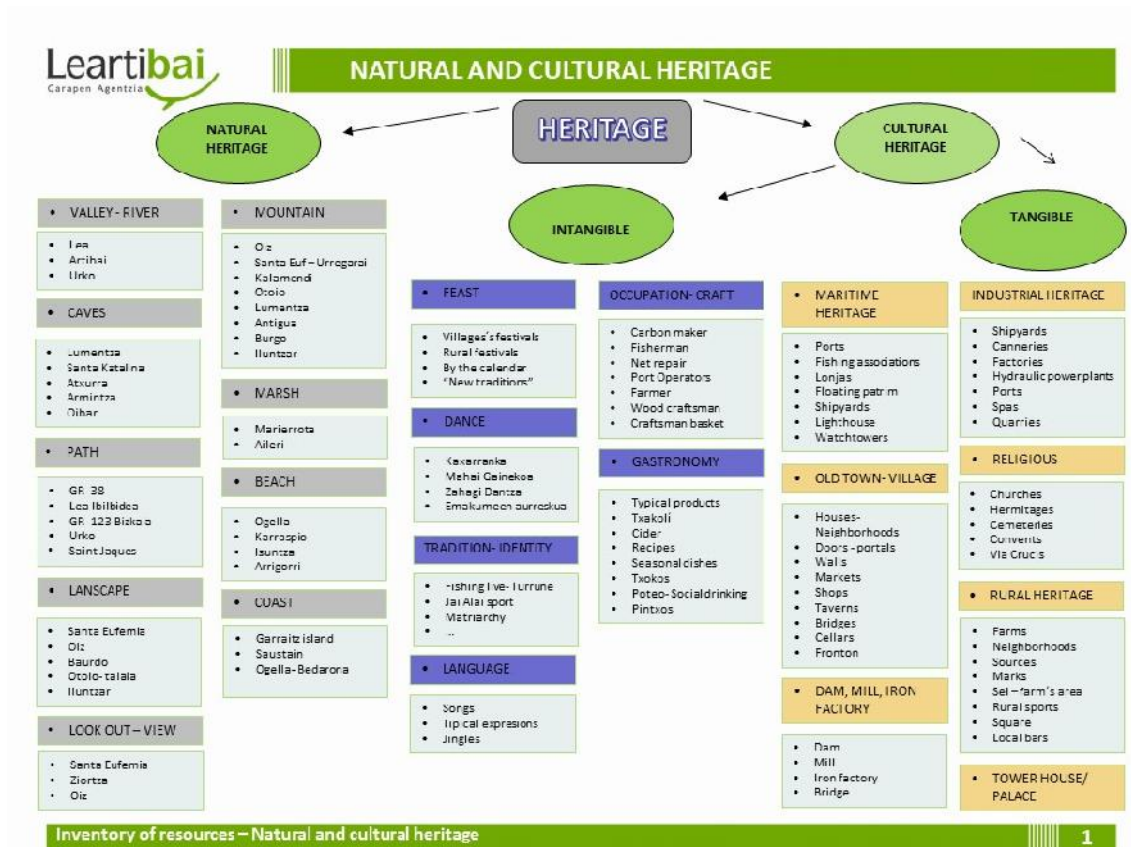 Leartibai
Garapen Agentzia
NATURAL AND CULTURAL HERITAGE
HERITAGE
NATURAL
HERITAGE
CULTURAL
HERITAGE
INTANGIBLE
TANGIBLE
• VALLEY - RIVER
• Lea
• Artibai
• Urko
• CAVES
• Lumentza
• Santa Katalina
• Atxurra
• Armintza
• Oibar
• PATH
• GR 38
• Lea Ibilbidea
• GR 123 Bizkaia
• Urko
• Saint Jaques
• LANSCAPE
• Santa Eufemia
• Oiz
• Baurdo
• Otoio- talaia
• Iluntzar
• LOOK OUT – VIEW
• Santa Eufemia
• Ziortza
• Oiz
• MOUNTAIN
• Oiz
• Santa Euf – Urregarai
• Kalamendi
• Otoio
• Lumentza
• Antigua
• Burgo
• Iluntzar
• MARSH
• Marierrota
• Aileri
• BEACH
• Ogella
• Karraspio
• Isuntza
• Arrigorri
• COAST
• Garraitz island
• Saustain
• Ogella- Bedarona
• FEAST
• Villages´s festivals
• Rural festivals
• By the calendar
• "New traditions"
• DANCE
• Kaxarranka
• Mahai Gainekoa
• Zahagi Dantza
• Emakumeen aurreskua
TRADITION- IDENTITY
• Fishing live-
• Jai Alai sport
• Matriarchy
• ...
• LANGUAGE
• Songs
• Tipical expresions
• Jingles
OCCUPATION- CRAFT
• Carbon maker
• Fisherman
• Net repair
• Port Operators
• Farmer
• Wood craftsman
• Craftsman basket
• GASTRONOMY
• Typical products
• Txakoli
• Cider
• Recipes
• Seasonal dishes
• Txokos
• Poteo- Social drinking
• Pintxos
• MARITIME
HERITAGE
• Ports
• Fishing assodations
• Lonjas
• Floating patrim
• Shipyards
• Lighthouse
• Watchtowers
• OLD TOWN- VILLAGE
• Houses-
Neighborhoods
• Doors -portals
• Walls
• Markets
• Shops
• Taverns
• Bridges
• Cellars
• Fronton
• DAM, MILL, IRON
FACTORY
• Dam
• Mill
• Iron factory
• Bridge
INDUSTRIAL HERITAGE
• Shipyards
• Canneries
• Factories
• Hydraulic powerplants
• Ports
• Spas
• Quarries
• RELIGIOUS
• Churches
• Hermitages
• Cemeteries
• Convents
• Via Crucis
• RURAL HERITAGE
• Farms
• Neighborhoods
• Sources
• Marks
• Sel – farm´s area
• Rural sports
• Square
• Local bars
• TOWER HOUSE/
PALACE
Inventory of resources – Natural and cultural heritage
1